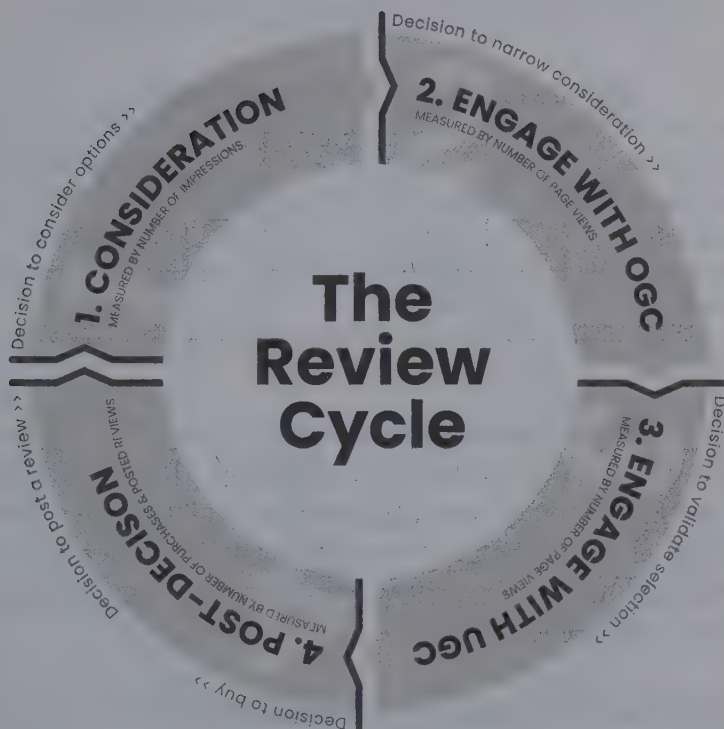 The
Review
Cycle
Decision to consider options >>
1. CONSIDERATION
MEASURED BY NUMBER OF IMPRESSIONS.
Decision to narrow consideration >>
2. ENGAGE WITH OGC
MEASURED BY NUMBER OF PAGE VIEWS
Decision to validate selection >>
3. ENGAGE WITH UGC
MEASURED BY NUMBER OF PAGE VIEWS
Decision to buy >>
4. POST-DECISON
MEASURED BY NUMBER OF PURCHASES & POSTED REVIEWS
Decision to post a review >>